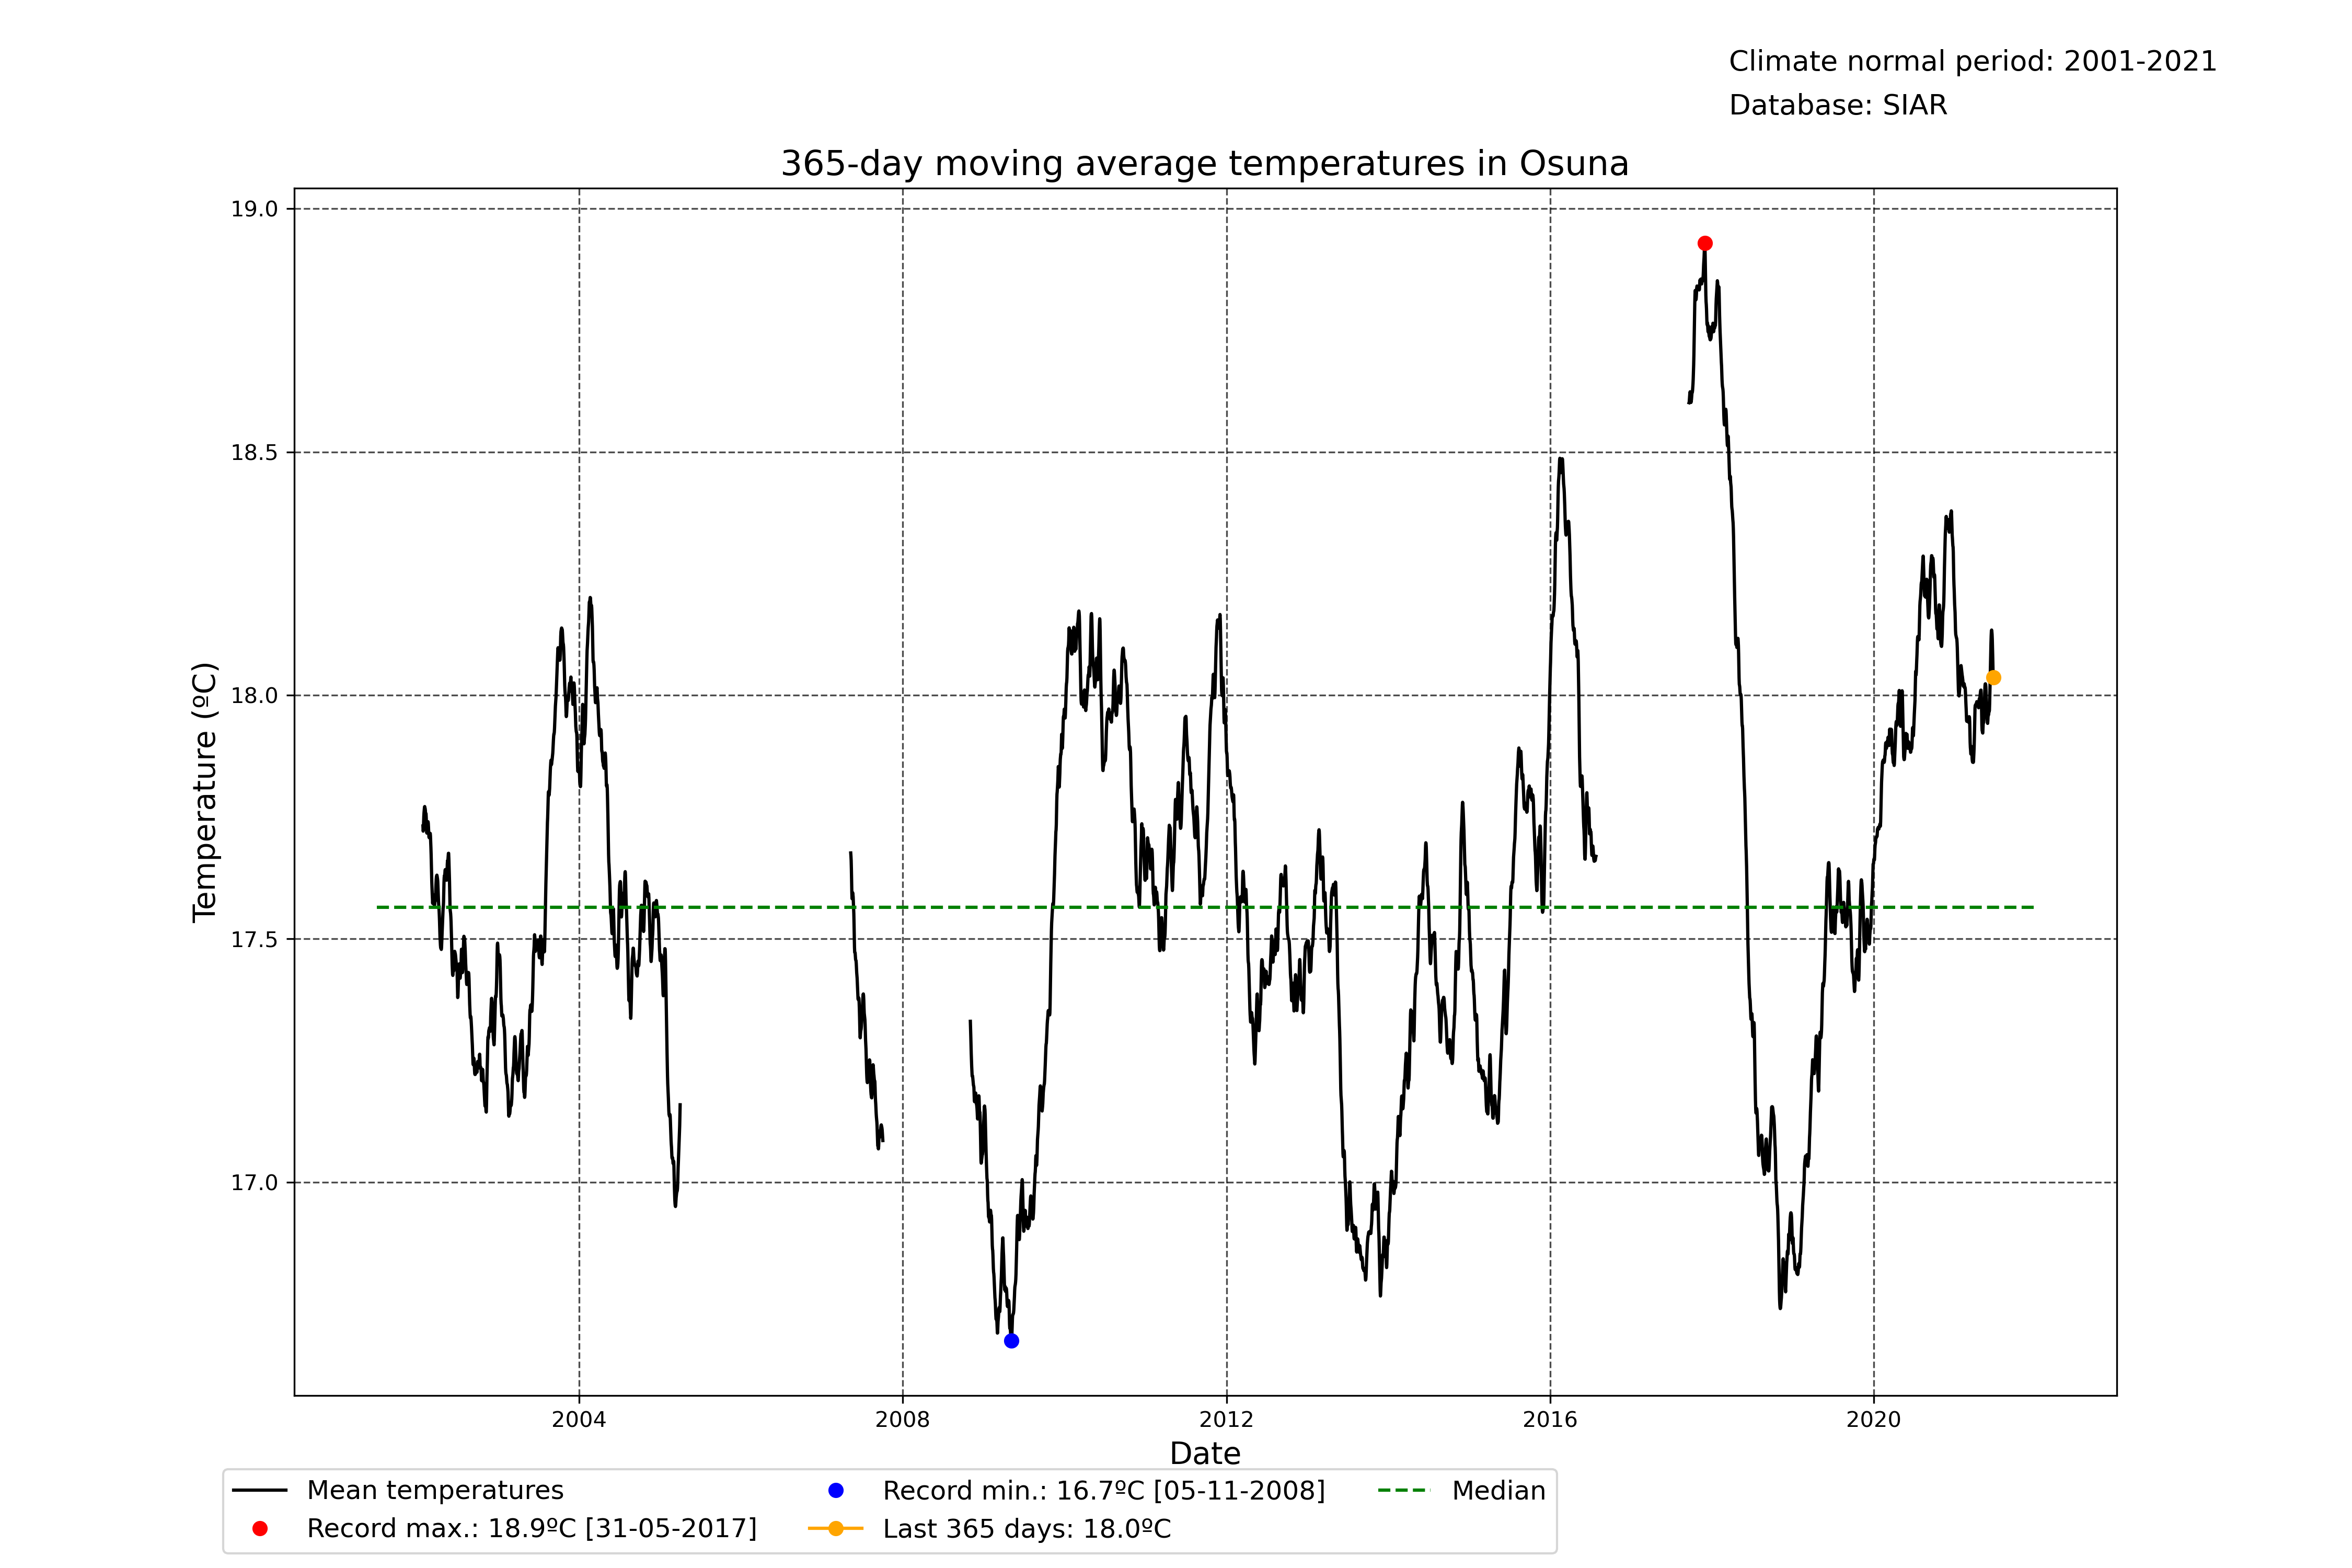 Climate normal period: 2001-2021
Database: SIAR
365-day moving average temperatures in Osuna
19.0
18.5
18.0
17.5
17.0
Temperature (ºC)
2004 2008 2012 2016 2020
Date
Mean temperatures
Record max.: 18.9ºC [31-05-2017]
Record min.: 16.7ºC [05-11-2008]
Last 365 days: 18.0ºC
Median